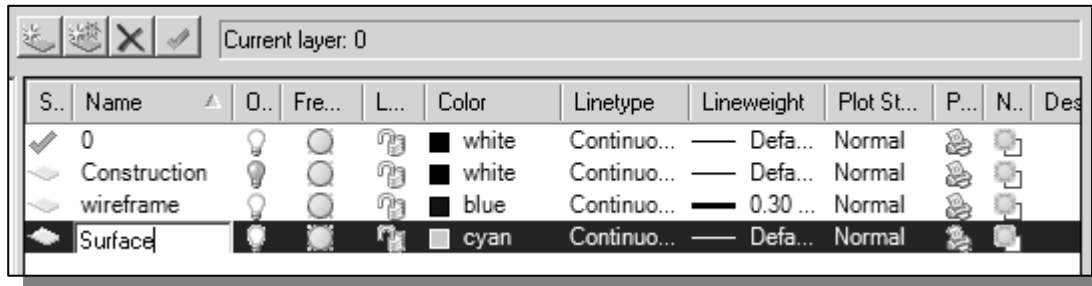 Current layer: 0
S.. Name O.. Fre... L... Color Linetype Lineweight Plot St... P... N.. Des
0 white Continuo... Defa... Normal
Construction white Continuo... Defa... Normal
wireframe blue Continuo... 0.30 ... Normal
Surface cyan Continuo... Defa... Normal